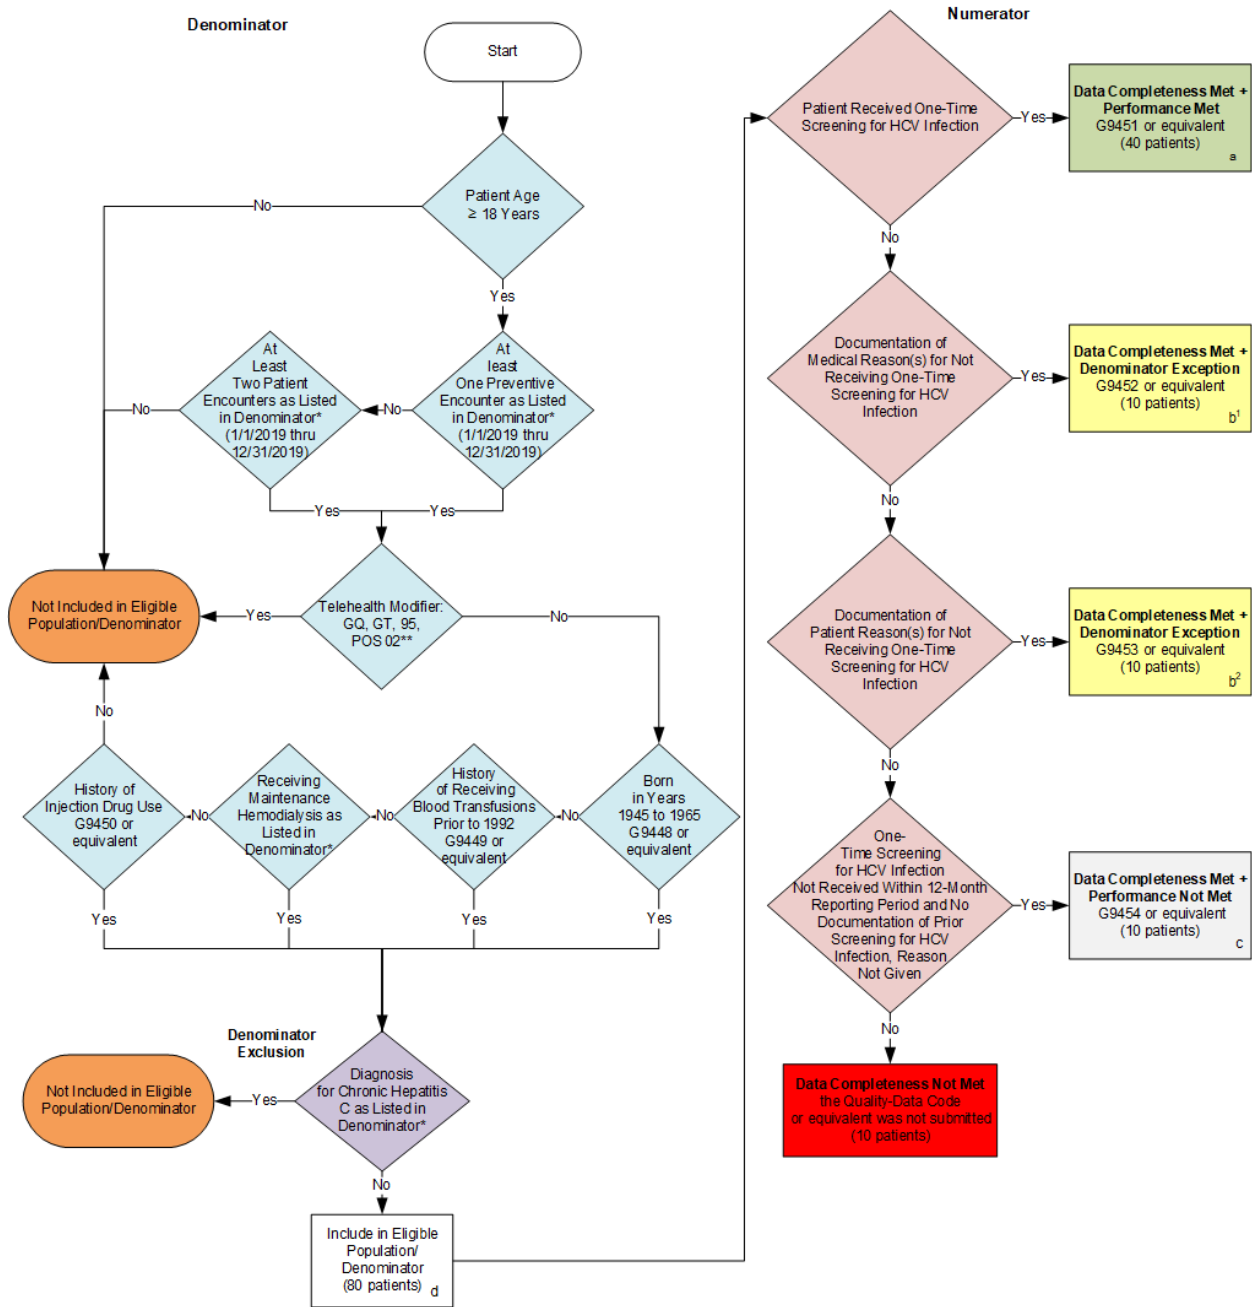 Denominator
Start
Patient Age
≥ 18 Years
No
Yes
At
Least
Two Patient
Encounters as Listed
in Denominator*
(1/1/2019 thru
12/31/2019)
No
No
At
least
One Preventive
Encounter as Listed
in Denominator*
(1/1/2019 thru
12/31/2019)
Yes
Yes
Not Included in Eligible
Population/Denominator
Yes
Telehealth Modifier:
GQ, GT, 95,
POS 02**
No
No
History of
Injection Drug Use
G9450 or
equivalent
No
Receiving
Maintenance
Hemodialysis as
Listed in
Denominator*
No
History
of Receiving
Blood Transfusions
Prior to 1992
G9449 or
equivalent
No
Born
in Years
1945 to 1965
G9448 or
equivalent
Yes
Yes
Yes
Yes
Denominator
Exclusion
Not Included in Eligible
Population/Denominator
Yes
Diagnosis
for Chronic Hepatitis
C as Listed in
Denominator*
No
Include in Eligible
Population/
Denominator
(80 patients)
d
Numerator
Patient Received One-Time
Screening for HCV Infection
Yes
Data Completeness Met +
Performance Met
G9451 or equivalent
(40 patients)
a
No
Documentation of
Medical Reason(s) for Not
Receiving One-Time
Screening for HCV
Infection
Yes
Data Completeness Met +
Denominator Exception
G9452 or equivalent
(10 patients)
b1
No
Documentation of
Patient Reason(s) for Not
Receiving One-Time
Screening for HCV
Infection
Yes
Data Completeness Met +
Denominator Exception
G9453 or equivalent
(10 patients)
b2
No
One-
Time Screening
for HCV Infection
Not Received Within 12-Month
Reporting Period and No
Documentation of Prior
Screening for HCV
Infection, Reason
Not Given
Yes
Data Completeness Met +
Performance Not Met
G9454 or equivalent
(10 patients)
c
No
Data Completeness Not Met
the Quality-Data Code
or equivalent was not submitted
(10 patients)